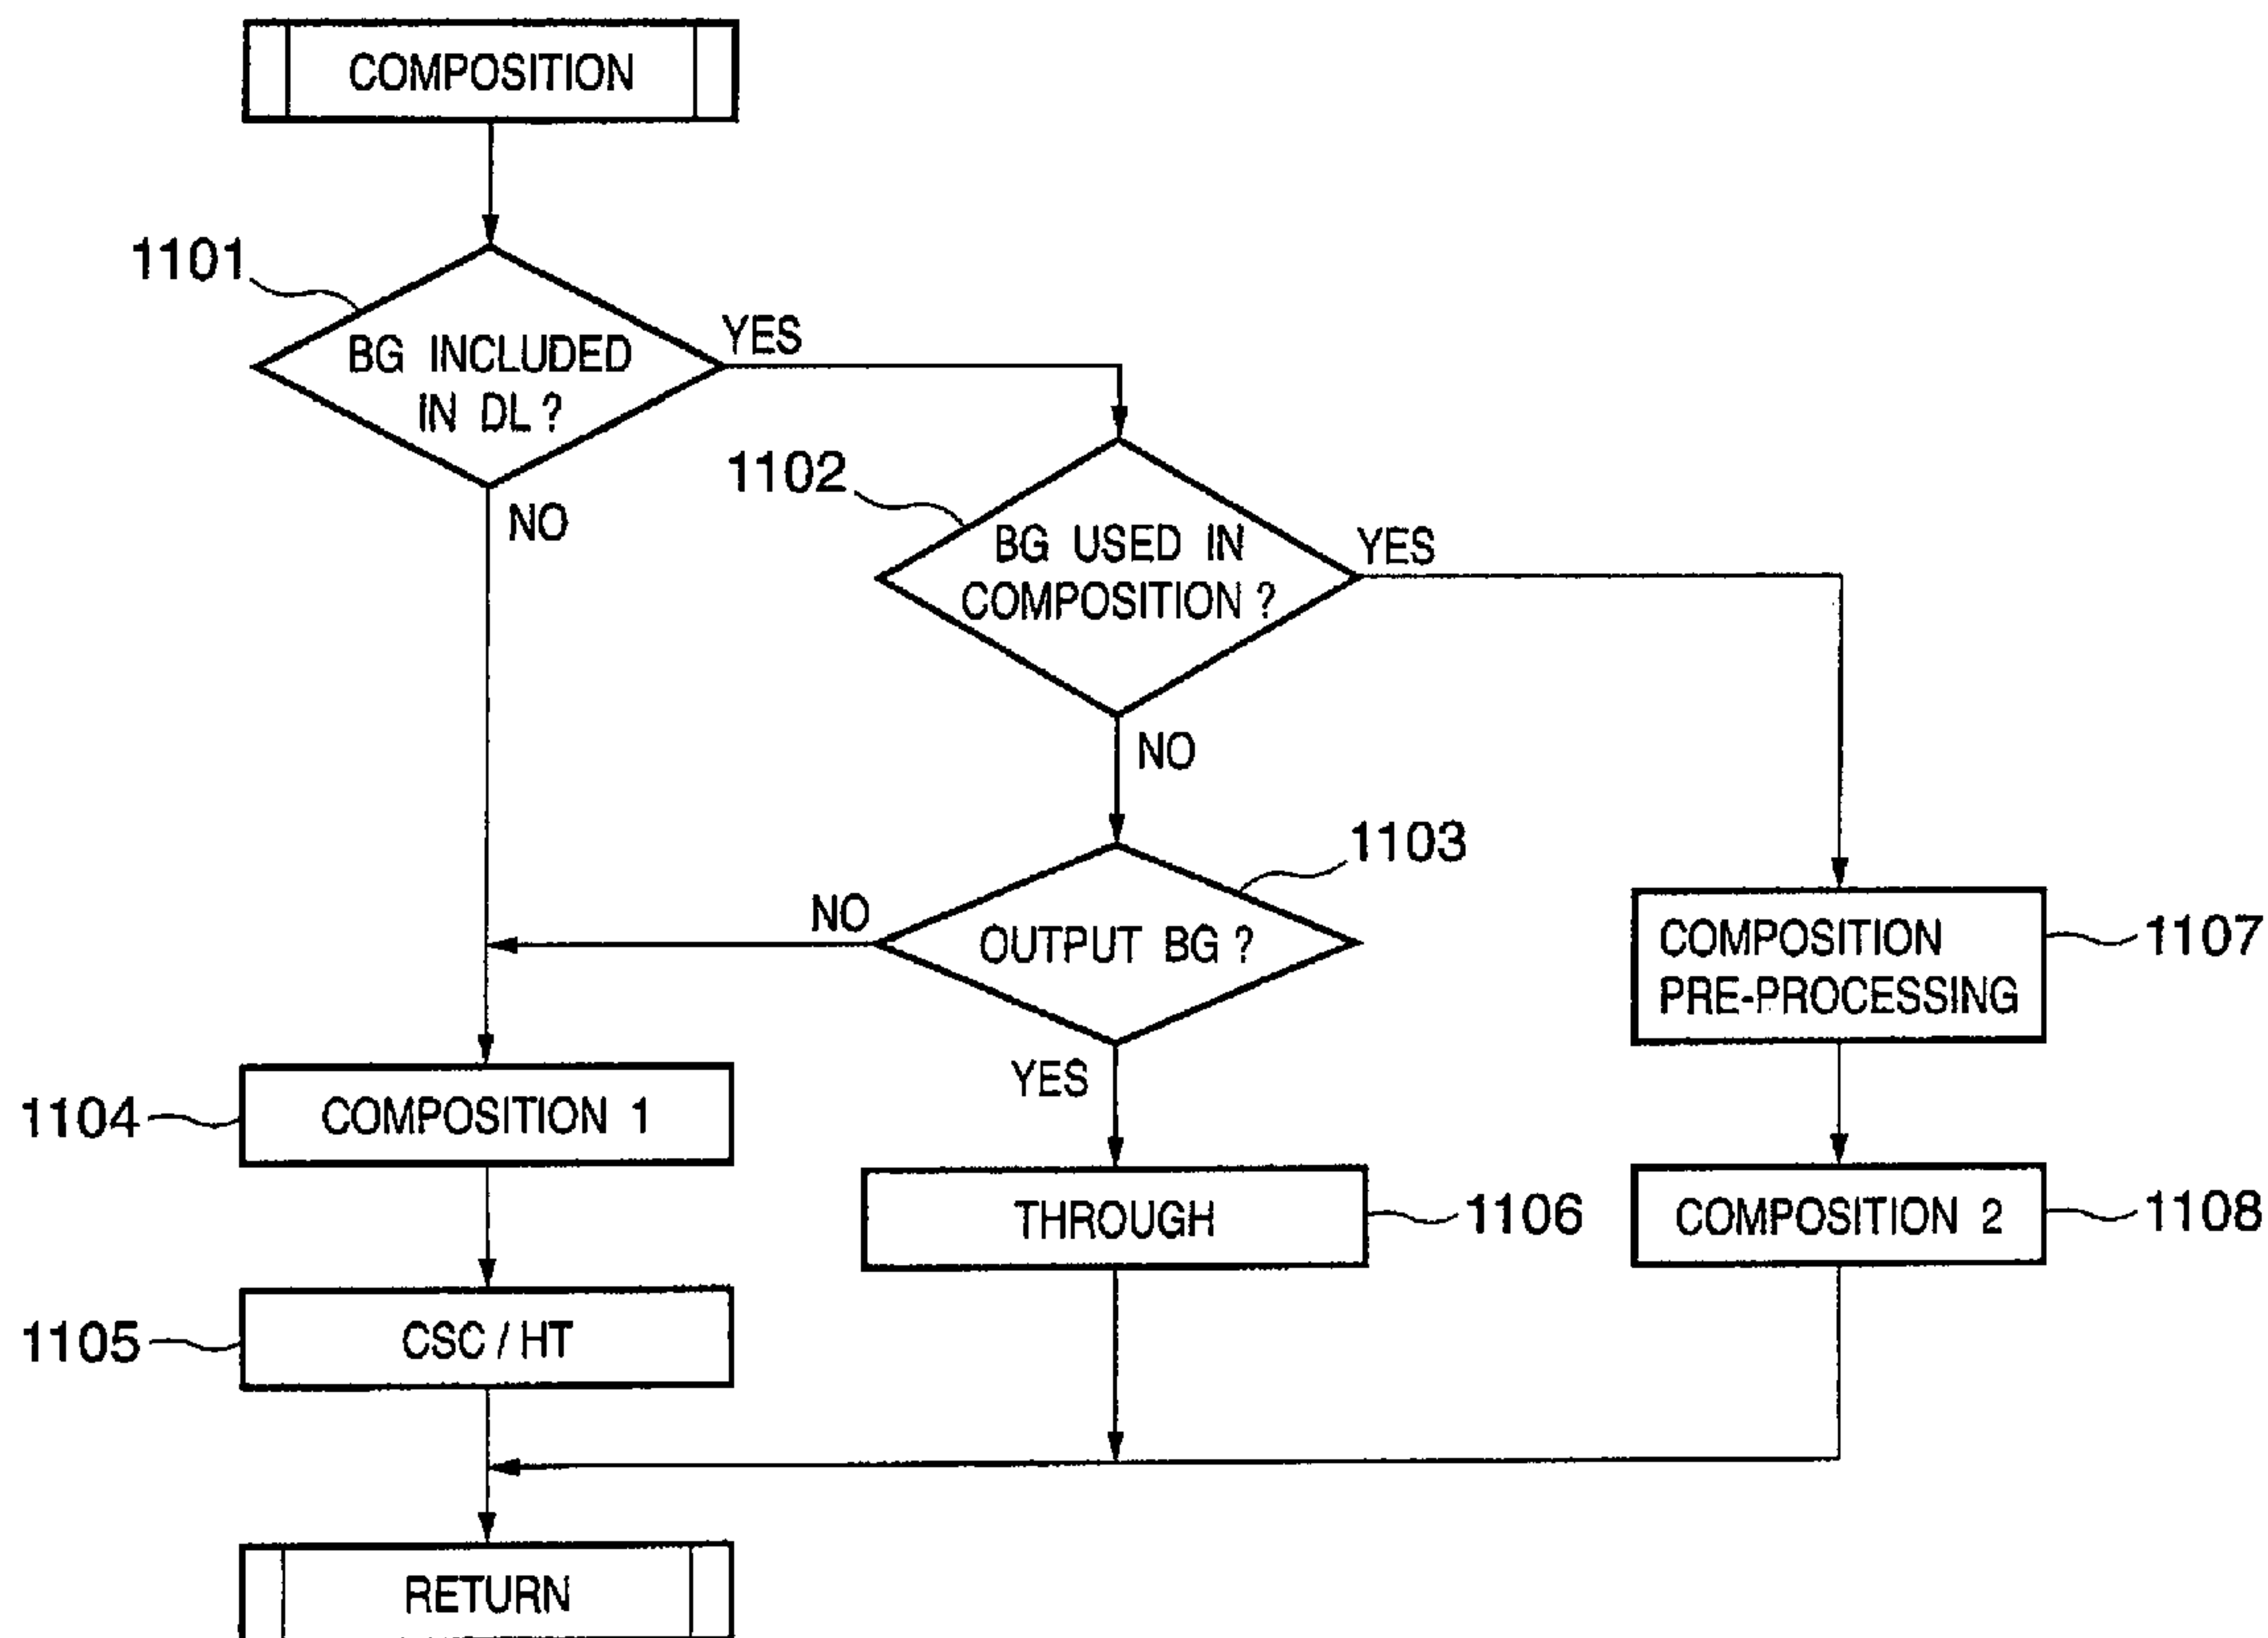 COMPOSITION
1101
BG INCLUDED
IN DL ?
YES
NO
1102
BG USED IN
COMPOSITION ?
YES
NO
1103
OUTPUT BG ?
NO
YES
COMPOSITION
PRE-PROCESSING
1107
1104
COMPOSITION 1
THROUGH
1106
COMPOSITION 2
1108
1105
CSC / HT
RETURN